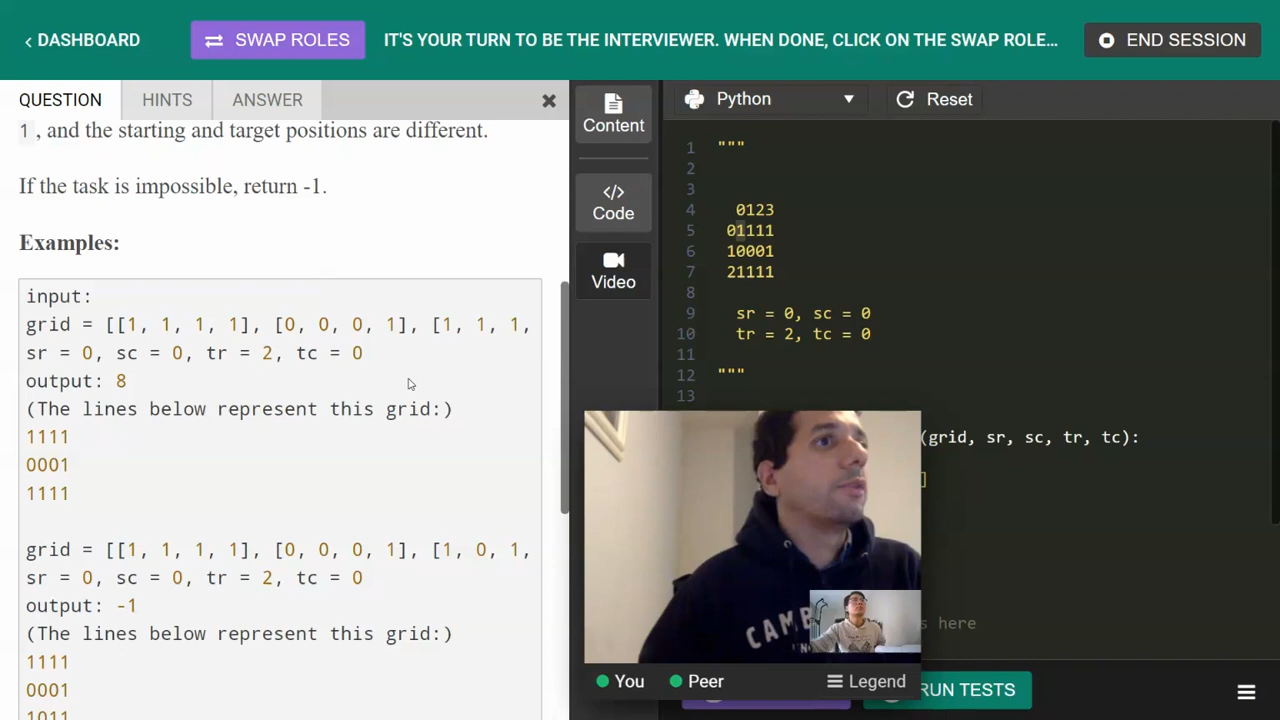 DASHBOARD
SWAP ROLES
IT'S YOUR TURN TO BE THE INTERVIEWER. WHEN DONE, CLICK ON THE SWAP ROLE...
END SESSION
QUESTION
HINTS
ANSWER
1, and the starting and target positions are different.
If the task is impossible, return -1.
Examples:
input:
grid = [[1, 1, 1, 1], [0, 0, 0, 1], [1, 1, 1,
sr = 0, sc = 0, tr = 2, tc = 0
output: 8
(The lines below represent this grid:)
1111
0001
1111
grid = [[1, 1, 1, 1], [0, 0, 0, 1], [1, 0, 1,
sr = 0, sc = 0, tr = 2, tc = 0
output: -1
(The lines below represent this grid:)
1111
0001
1011
Content
Code
Video
Python
Reset
1 """
2
3
4 0123
5 01111
6 10001
7 21111
8
9 sr = 0, sc = 0
10 tr = 2, tc = 0
11
12 """
13
(grid, sr, sc, tr, tc):
]
s here
CAMB
You
Peer
Legend
RUN TESTS